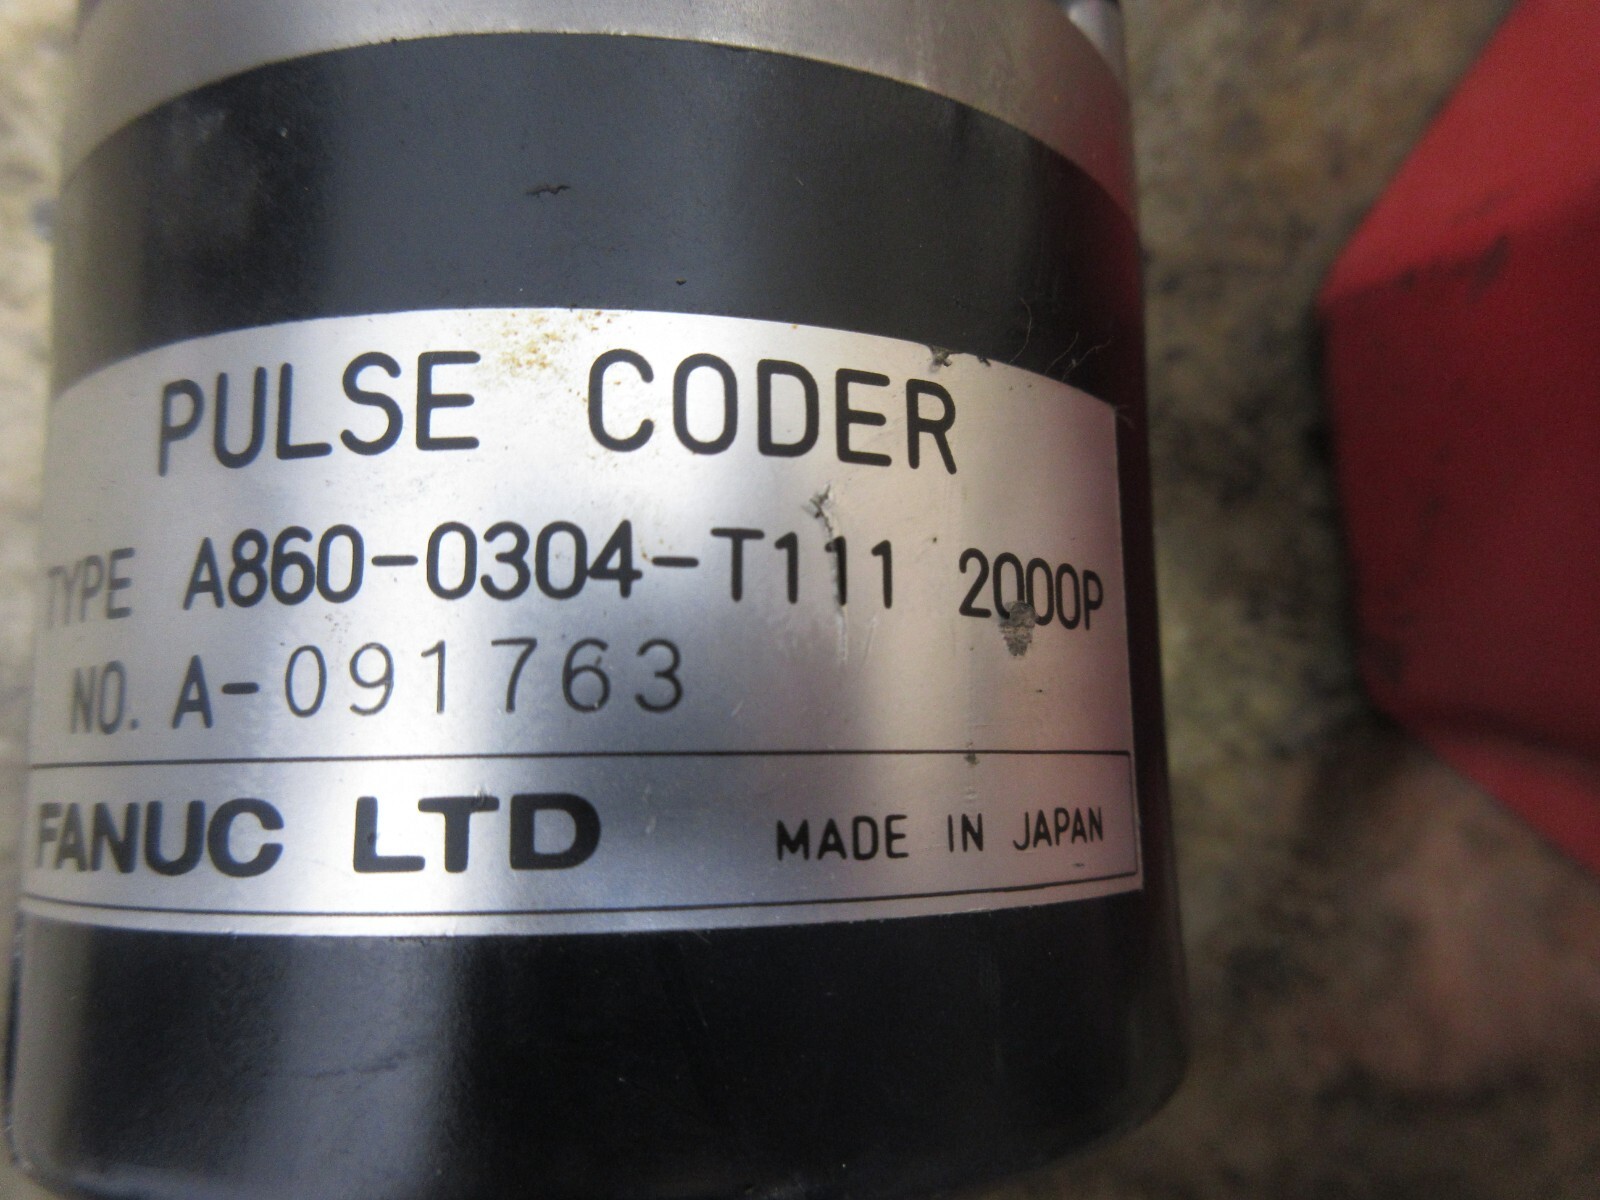 PULSE CODER
TYPE A860-0304-T111 2000P
NO. A-091763
FANUC LTD MADE IN JAPAN